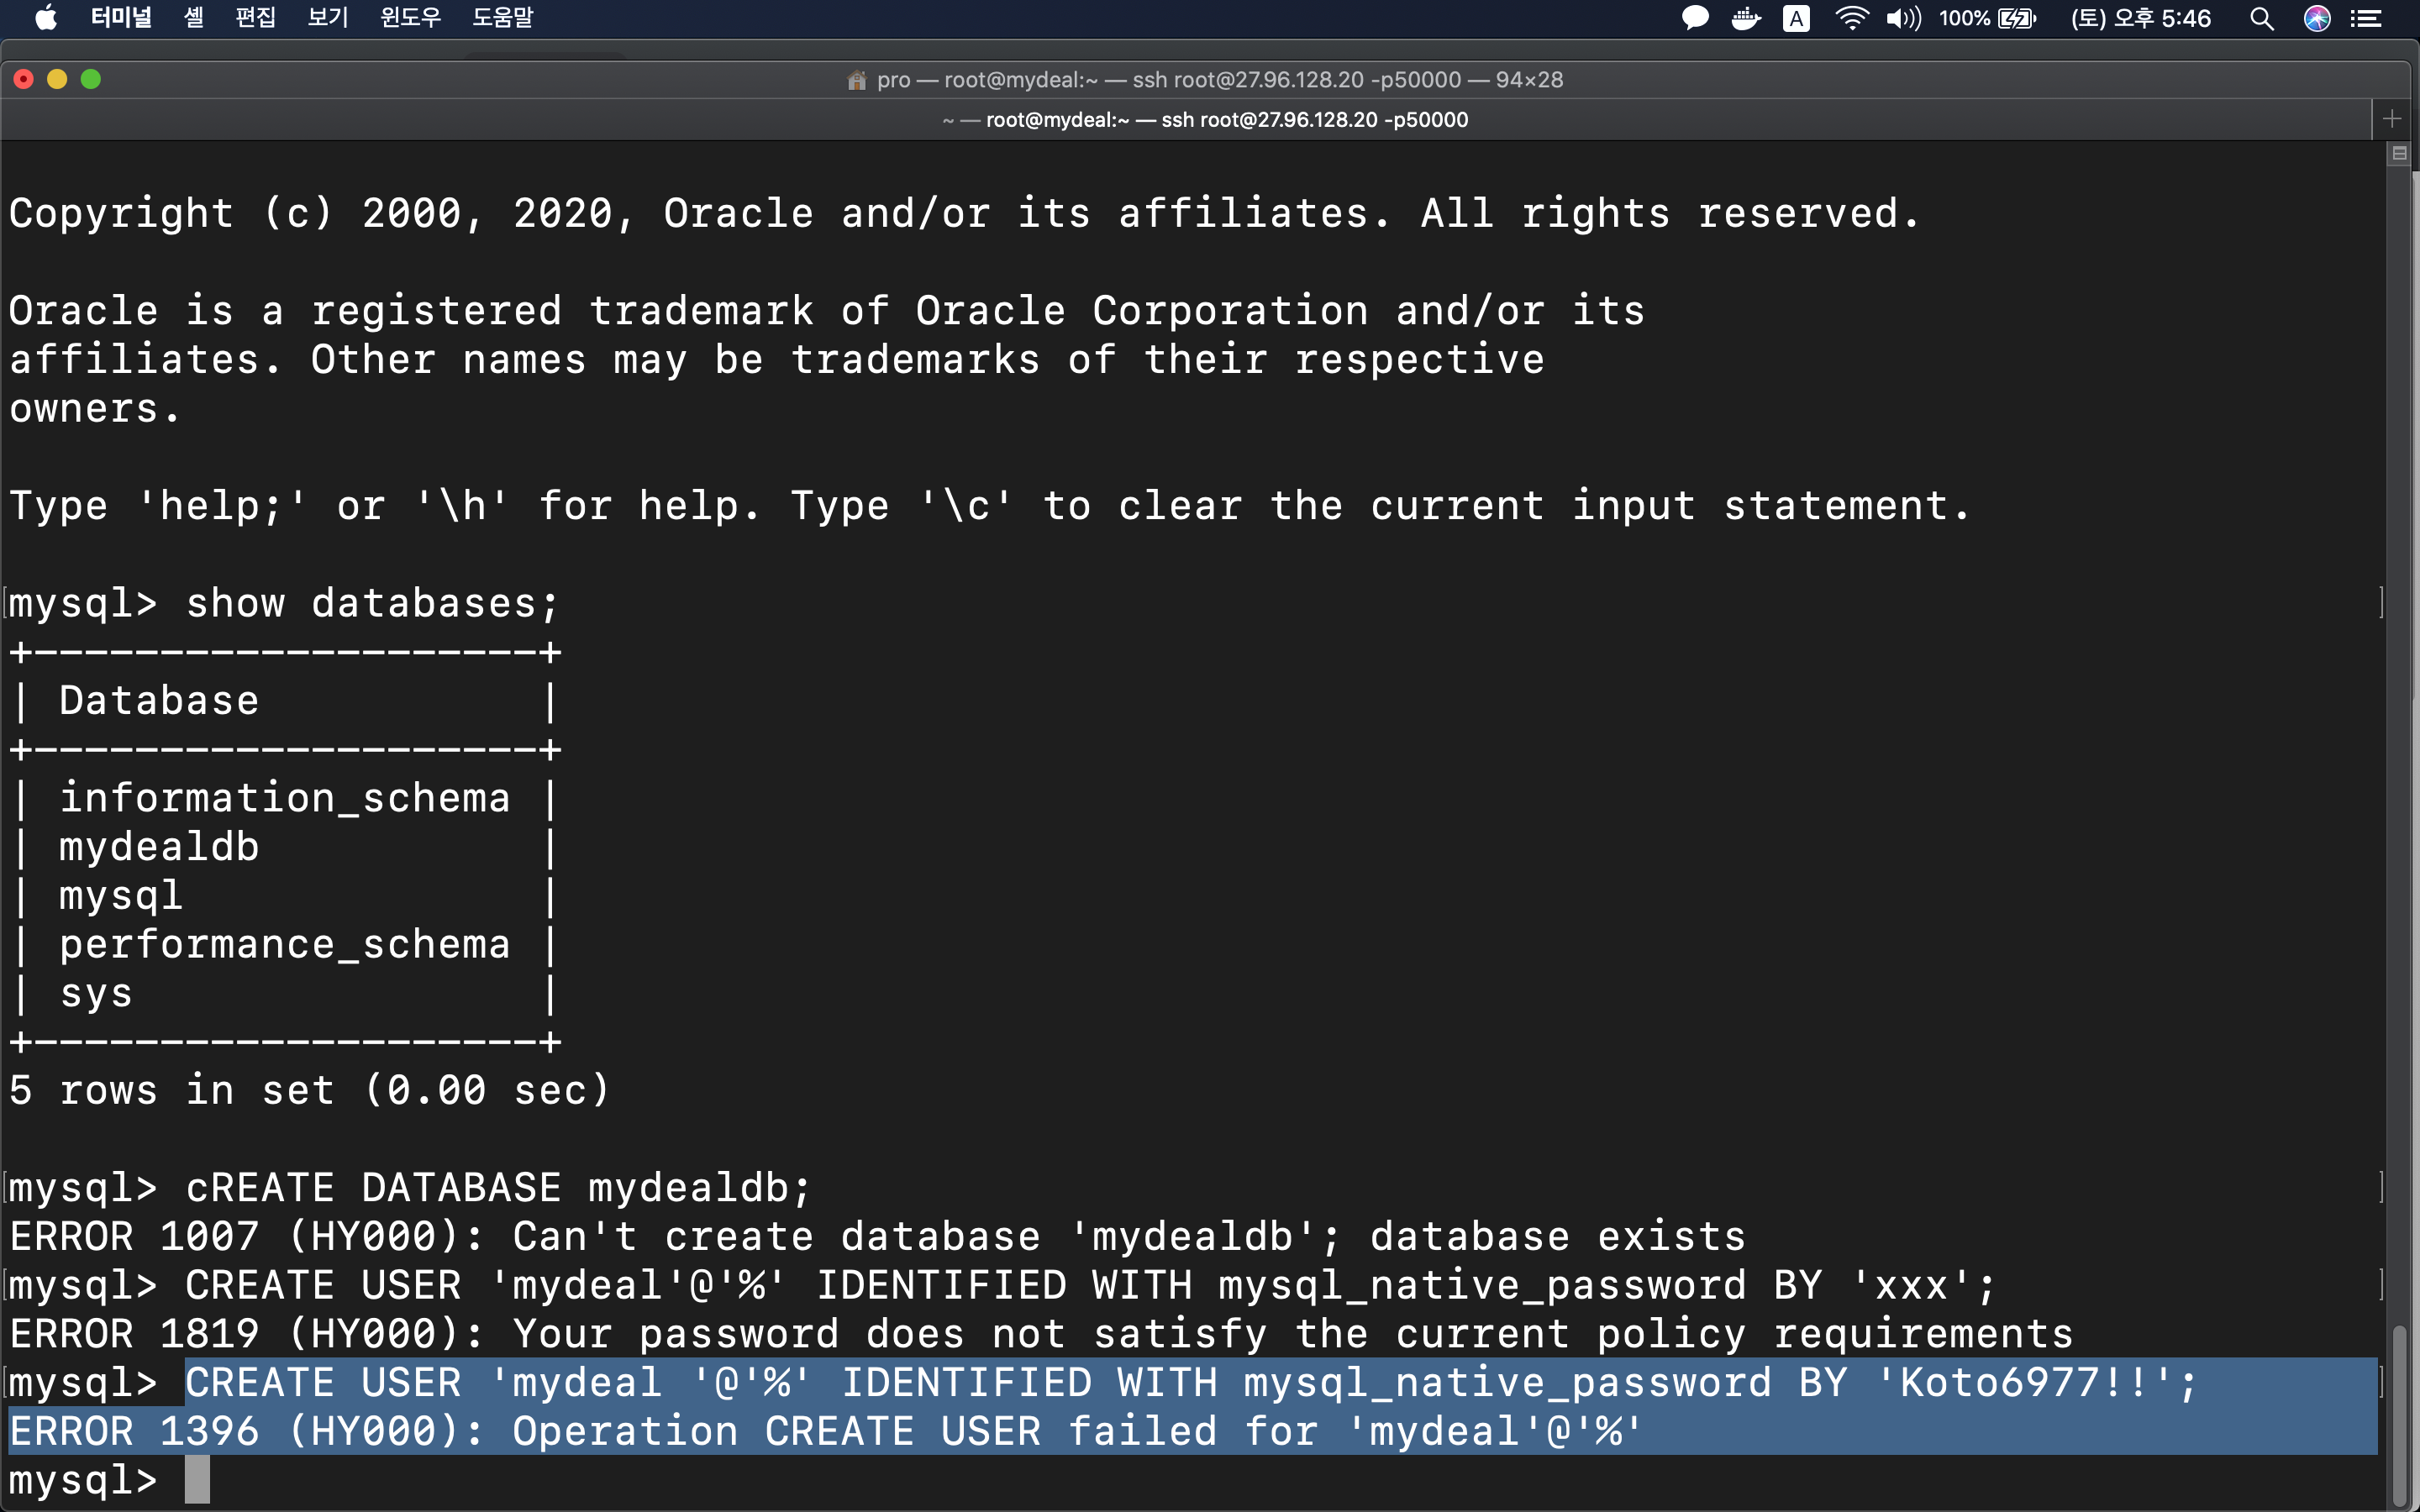 터미널 셸 편집 보기 윈도우 도움말 A 100% (토) 오후 5:46
pro — root@mydeal:~ — ssh root@27.96.128.20 -p50000 — 94×28
~ — root@mydeal:~ — ssh root@27.96.128.20 -p50000
Copyright (c) 2000, 2020, Oracle and/or its affiliates. All rights reserved.
Oracle is a registered trademark of Oracle Corporation and/or its
affiliates. Other names may be trademarks of their respective
owners.
Type 'help;' or '\h' for help. Type '\c' to clear the current input statement.
mysql> show databases;
+--------------------+
| Database           |
+--------------------+
| information_schema |
| mydealdb           |
| mysql              |
| performance_schema |
| sys                |
+--------------------+
5 rows in set (0.00 sec)
mysql> cREATE DATABASE mydealdb;
ERROR 1007 (HY000): Can't create database 'mydealdb'; database exists
mysql> CREATE USER 'mydeal'@'%' IDENTIFIED WITH mysql_native_password BY 'xxx';
ERROR 1819 (HY000): Your password does not satisfy the current policy requirements
mysql> CREATE USER 'mydeal '@'%' IDENTIFIED WITH mysql_native_password BY 'Koto6977!!';
ERROR 1396 (HY000): Operation CREATE USER failed for 'mydeal'@'%'
mysql>